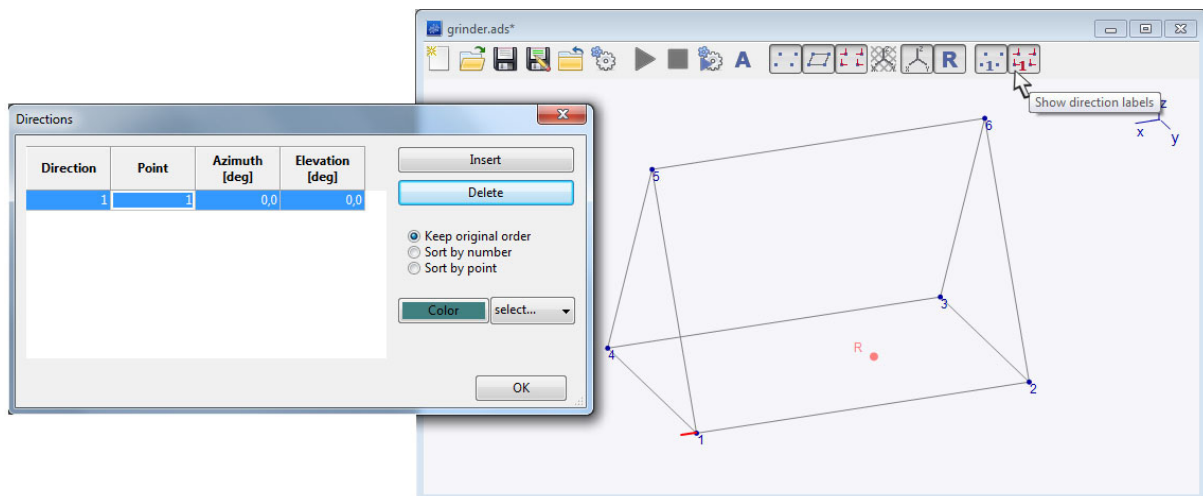 grinder.ads*
A
R
1
1
Show direction labels
z
x
y
6
5
3
4
R
2
1
Directions
Direction
Point
Azimuth
[deg]
Elevation
[deg]
1
1
0,0
0,0
Insert
Delete
Keep original order
Sort by number
Sort by point
Color
select...
OK